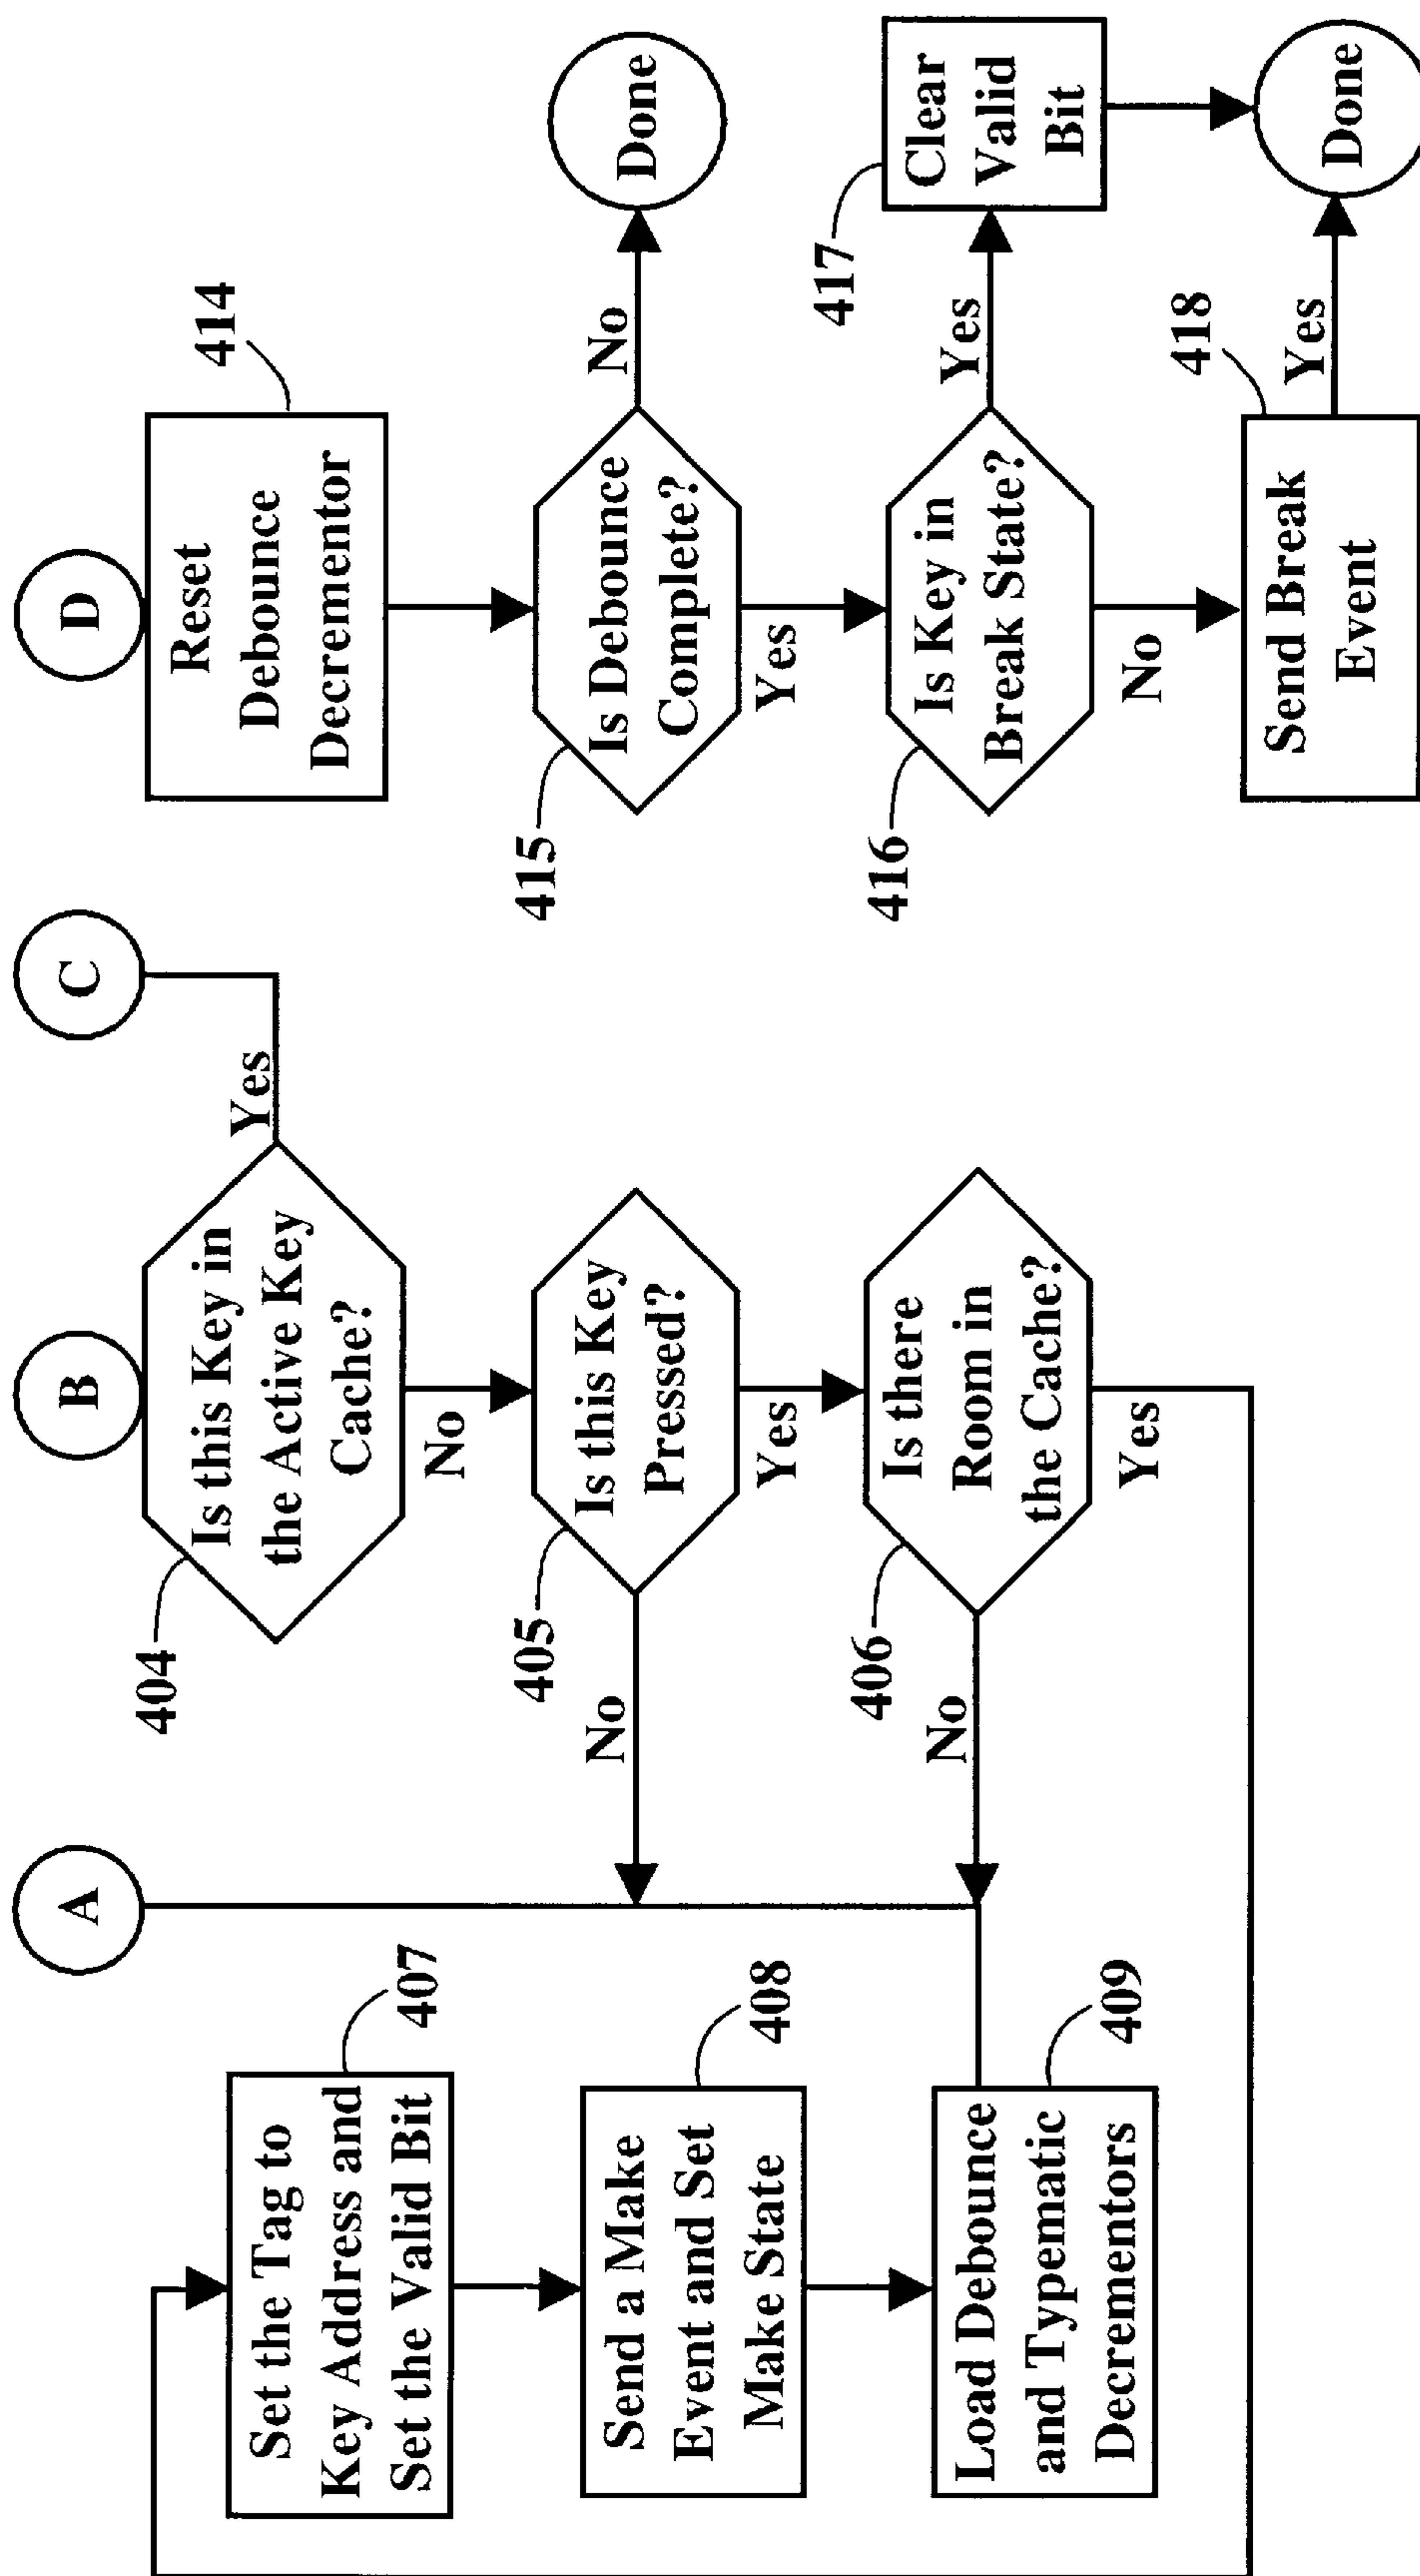 A
B
C
D
Set the Tag to
Key Address and
Set the Valid Bit
407
Send a Make
Event and Set
Make State
408
Load Debounce
and Typematic
Decrementors
409
404
Is this Key in
the Active Key
Cache?
Yes
No
405
Is this Key
Pressed?
No
Yes
406
Is there
Room in
the Cache?
No
Yes
Reset
Debounce
Decrementor
414
415
Is Debounce
Complete?
No
Done
Yes
416
Is Key in
Break State?
Yes
417
Clear
Valid
Bit
No
Send Break
Event
418
Yes
Done